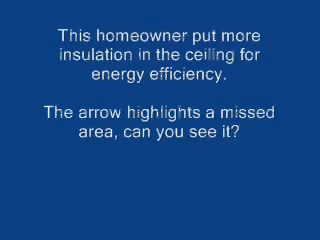 This homeowner put more
insulation in the ceiling for
energy efficiency.
The arrow highlights a missed
area, can you see it?